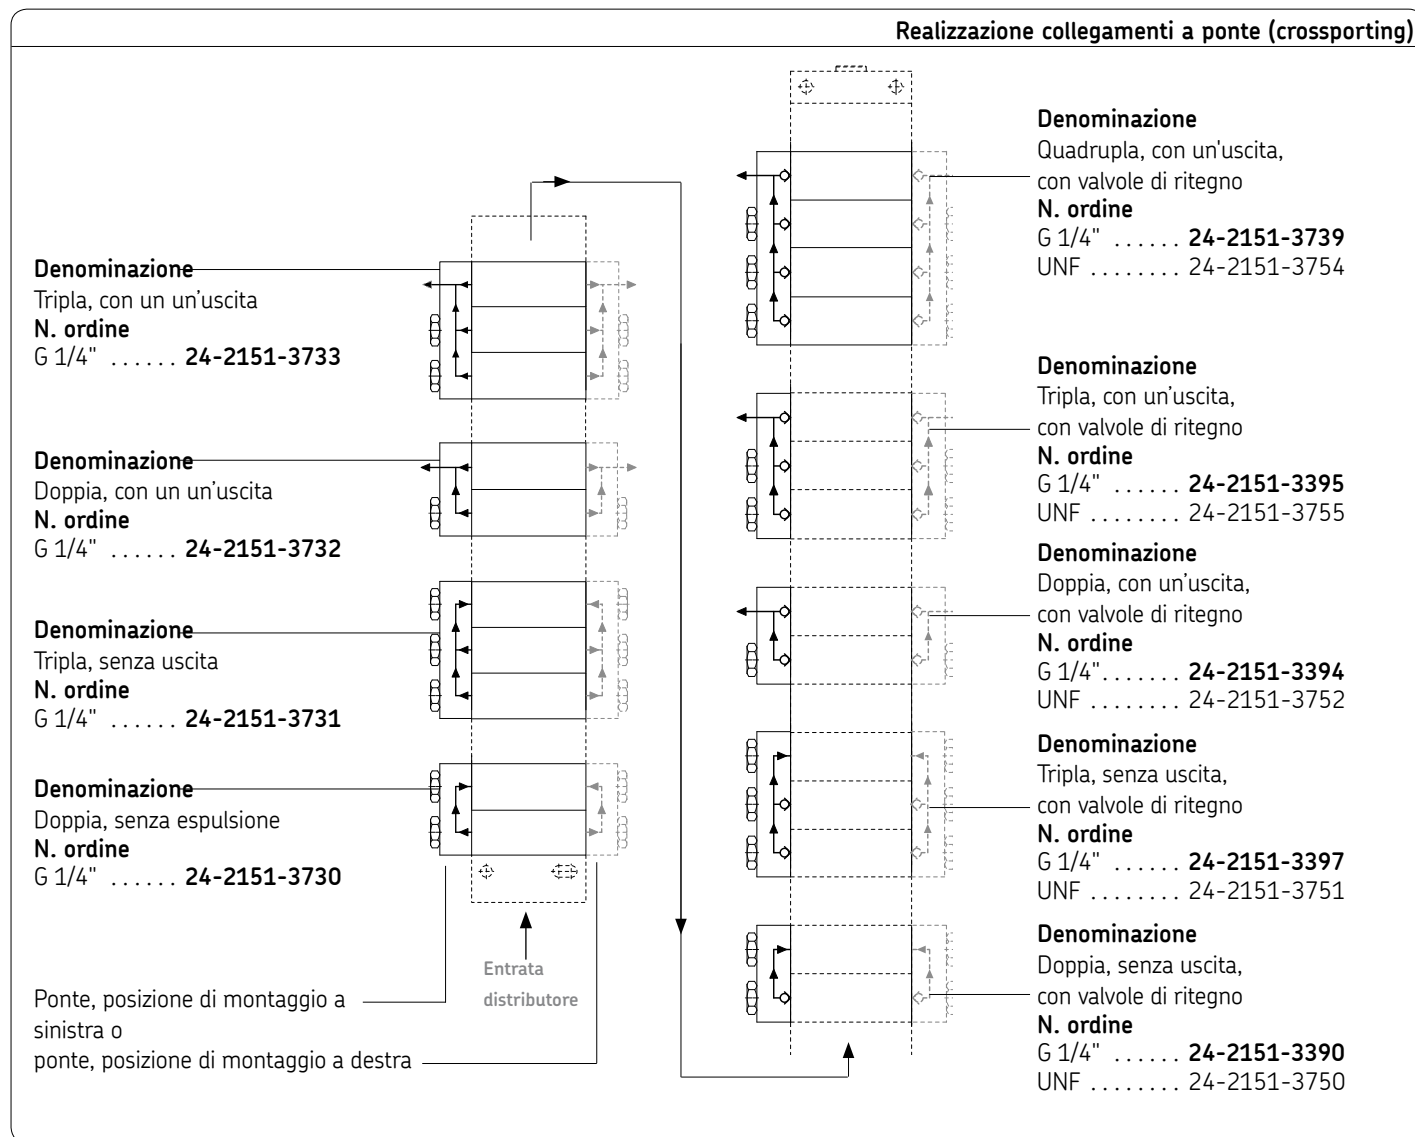 Realizzazione collegamenti a ponte (crossporting)
Denominazione
Tripla, con un un'uscita
N. ordine
G 1/4" . . . . . . 24-2151-3733
Denominazione
Doppia, con un un'uscita
N. ordine
G 1/4" . . . . . . 24-2151-3732
Denominazione
Tripla, senza uscita
N. ordine
G 1/4" . . . . . . 24-2151-3731
Denominazione
Doppia, senza espulsione
N. ordine
G 1/4" . . . . . . 24-2151-3730
Ponte, posizione di montaggio a
sinistra o
ponte, posizione di montaggio a destra
Entrata
distributore
Denominazione
Quadrupla, con un'uscita,
con valvole di ritegno
N. ordine
G 1/4" . . . . . . 24-2151-3739
UNF . . . . . . . . 24-2151-3754
Denominazione
Tripla, con un'uscita,
con valvole di ritegno
N. ordine
G 1/4" . . . . . . 24-2151-3395
UNF . . . . . . . . 24-2151-3755
Denominazione
Doppia, con un'uscita,
con valvole di ritegno
N. ordine
G 1/4". . . . . . . 24-2151-3394
UNF . . . . . . . . 24-2151-3752
Denominazione
Tripla, senza uscita,
con valvole di ritegno
N. ordine
G 1/4" . . . . . . 24-2151-3397
UNF . . . . . . . . 24-2151-3751
Denominazione
Doppia, senza uscita,
con valvole di ritegno
N. ordine
G 1/4" . . . . . . 24-2151-3390
UNF . . . . . . . . 24-2151-3750